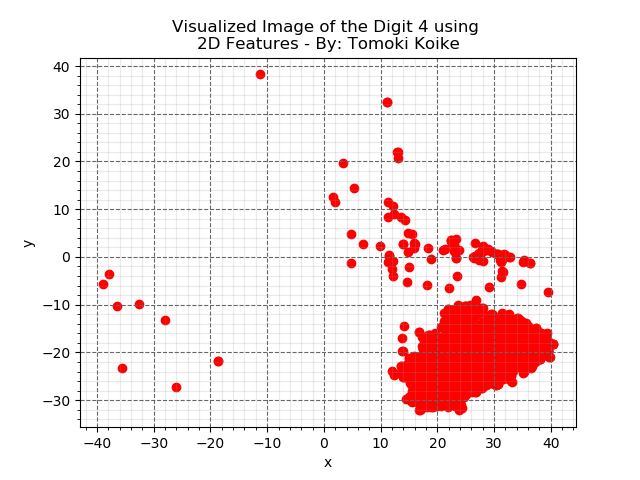 Visualized Image of the Digit 4 using
2D Features - By: Tomoki Koike
40
30
20
10
0
−10
−20
−30
y
−40 −30 −20 −10 0 10 20 30 40
x